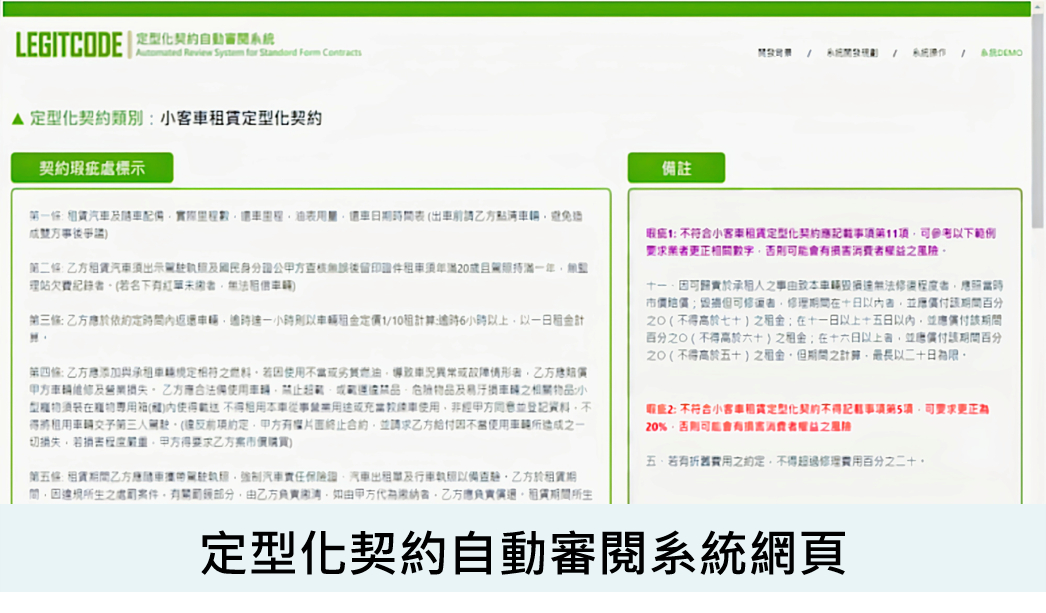 LEGITCODE
定型化契約自動審閱系統
Automated Review System for Standard Form Contracts
開發背景 / 系統開發規劃 / 系統操作 / 系統DEMO
▲ 定型化契約類別：小客車租賃定型化契約
契約瑕疵處標示
第一條: 租賃汽車及隨車配備，實際里程數，還車里程，油表用量，還車日期時間表 (出車前請乙方點清車輛，避免造
成雙方事後爭議)
第二條: 乙方租賃汽車須出示駕駛執照及國民身分證公甲方查核無誤後留印證件租車須年滿20歲且駕照持滿一年，無監
理站欠費紀錄者。(若名下有紅單未繳者，無法租借車輛)
第三條: 乙方應於依約定時間內返還車輛，逾時達一小時則以車輛租金定價1/10租計算;逾時6小時以上，以一日租金計
算。
第四條: 乙方應添加與承租車輛規定相符之燃料。若因使用不當或劣質燃油，導致車況異常或故障情形者，乙方應賠償
甲方車輛維修及營業損失。 乙方應合法備使用車輛，禁止超載、或載運違禁品、危險物品及易汙損車輛之相關物品;小
型寵物須裝在寵物專用箱(籠)內使得載送 不得租用本車從事營業用途或充當教練車使用，非經甲方同意並登記資料，不
得將租用車輛交予第三人駕駛。(違反前項約定，甲方有權片面終止合約，並請求乙方給付因不當使用車輛所造成之一
切損失，若損害程度嚴重，甲方得要求乙方案市價購買)
第五條: 租賃期間乙方應隨車攜帶駕駛執照，強制汽車責任保險證、汽車出租單及行車執照以備查驗。乙方於租賃期
間，因違規所生之處罰案件，有關罰鍰部分，由乙方負責繳清，如由甲方代為繳納者，乙方應負責償還，租賃期間所生
備註
瑕疵1: 不符合小客車租賃定型化契約應記載事項第11項，可參考以下範例
要求業者更正相關數字，否則可能會有損害消費者權益之風險。
十一、因可歸責於承租人之事由致本車輛毀損達無法修復程度者，應照當時
市價賠償；毀損但可修復者，修理期間在十日以內者，並應償付該期間百分
之○（不得高於七十）之租金；在十一日以上十五日以內，並應償付該期間
百分之○（不得高於六十）之租金；在十六日以上者，並應償付該期間百分
之○（不得高於五十）之租金。但期間之計算，最長以二十日為限。
瑕疵2: 不符合小客車租賃定型化契約不得記載事項第5項，可要求更正為
20%，否則可能會有損害消費者權益之風險
五、若有折舊費用之約定，不得超過修理費用百分之二十。
定型化契約自動審閱系統網頁